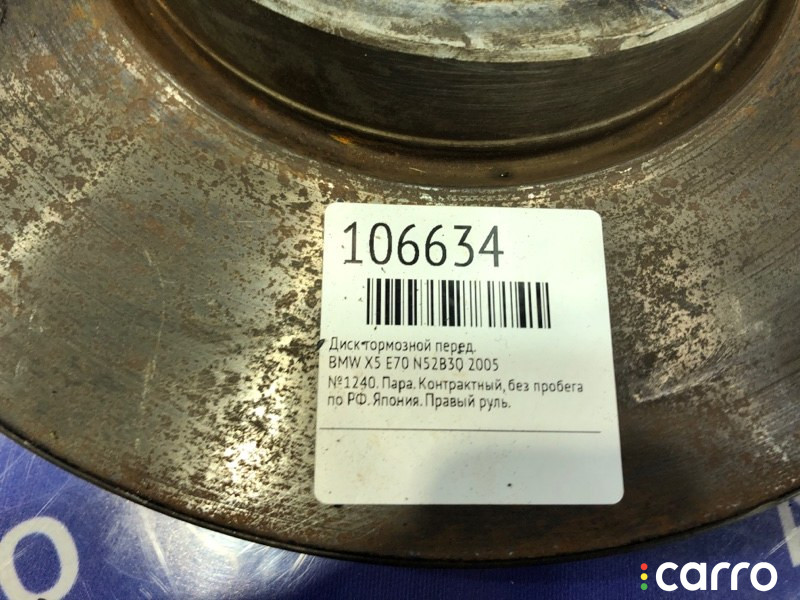 106634
Диск тормозной перед.
BMW X5 E70 N52B30 2005
№1240. Пара. Контрактный, без пробега
по РФ. Япония. Правый руль.
carro